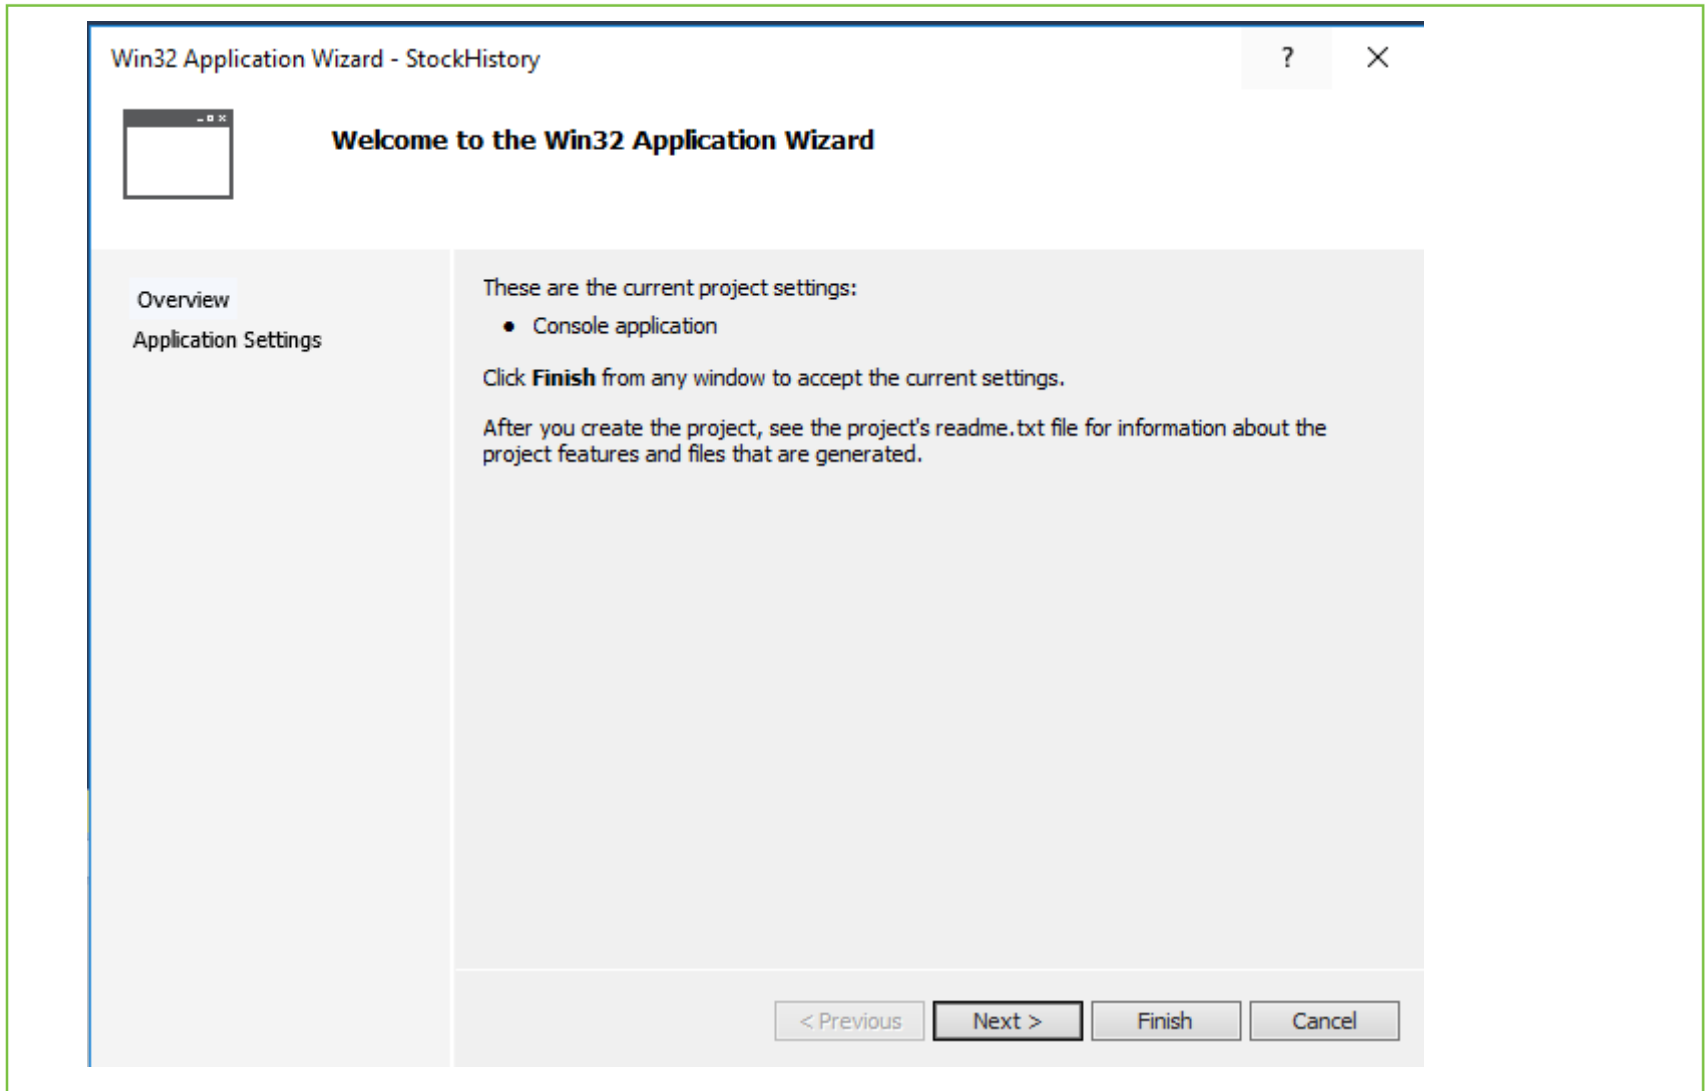 Win32 Application Wizard - StockHistory
?
Welcome to the Win32 Application Wizard
Overview
Application Settings
These are the current project settings:
● Console application
Click Finish from any window to accept the current settings.
After you create the project, see the project's readme.txt file for information about the
project features and files that are generated.
< Previous
Next >
Finish
Cancel